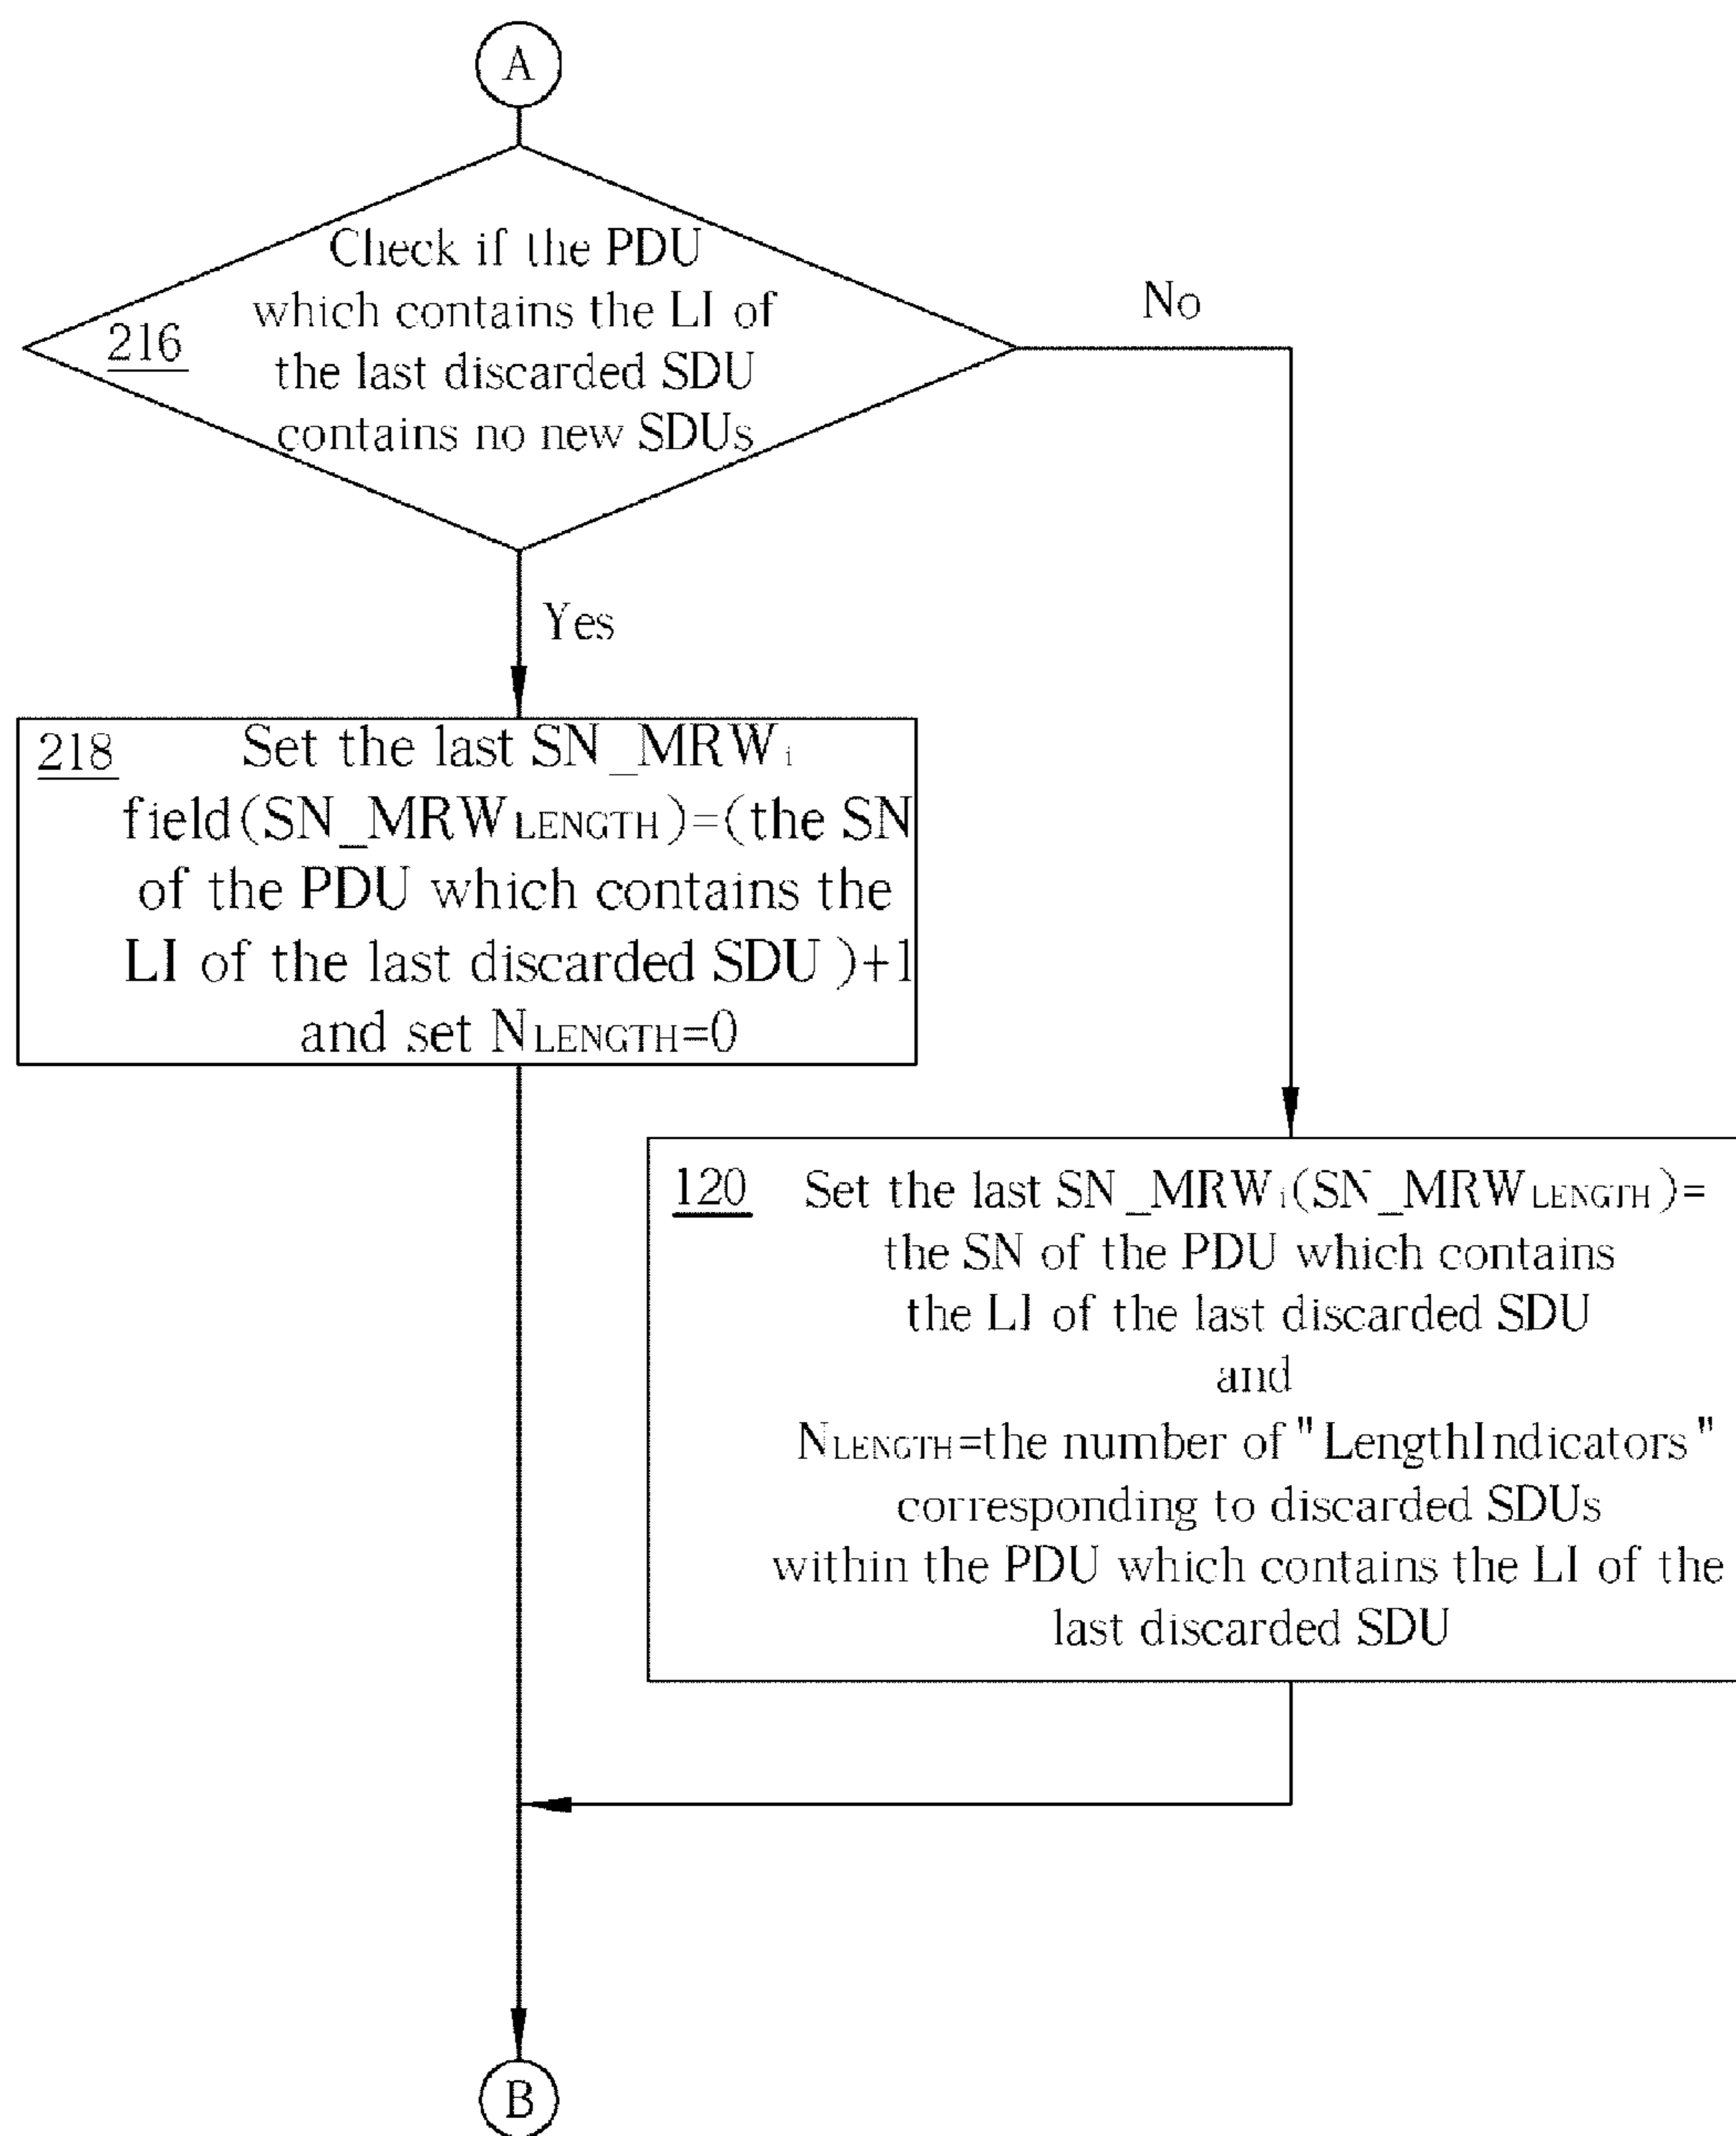 A
Check if the PDU
which contains the LI of
216
the last discarded SDU
contains no new SDUs
No
Yes
218 Set the last SN_MRWi
field(SN_MRWLENGTH)=(the SN
of the PDU which contains the
LI of the last discarded SDU )+1
and set NLENGTH=0
120 Set the last SN_MRWi(SN_MRWLENGTH)=
the SN of the PDU which contains
the LI of the last discarded SDU
and
NLENGTH=the number of "LengthIndicators"
corresponding to discarded SDUs
within the PDU which contains the LI of the
last discarded SDU
B